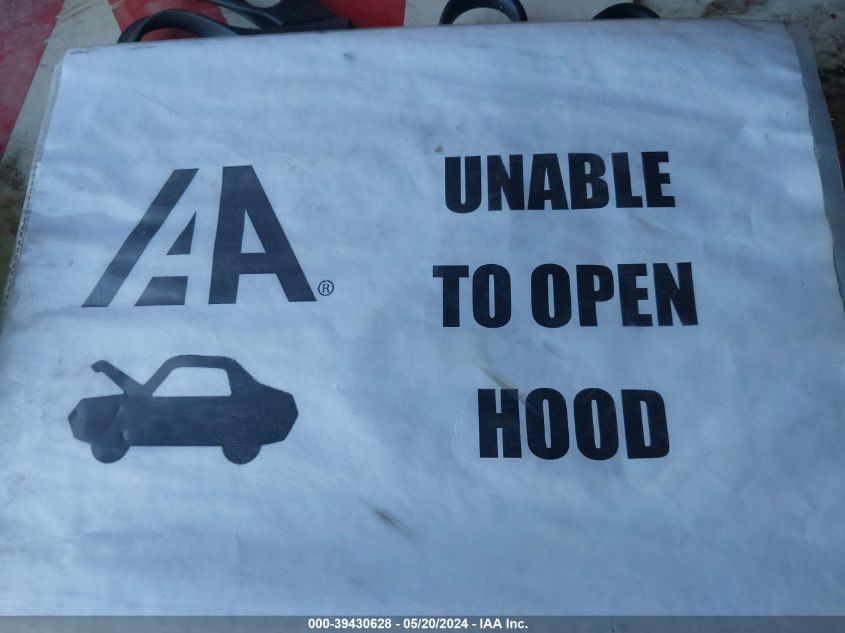 IAA®
UNABLE
TO OPEN
HOOD
000-39430628 - 05/20/2024 - IAA Inc.